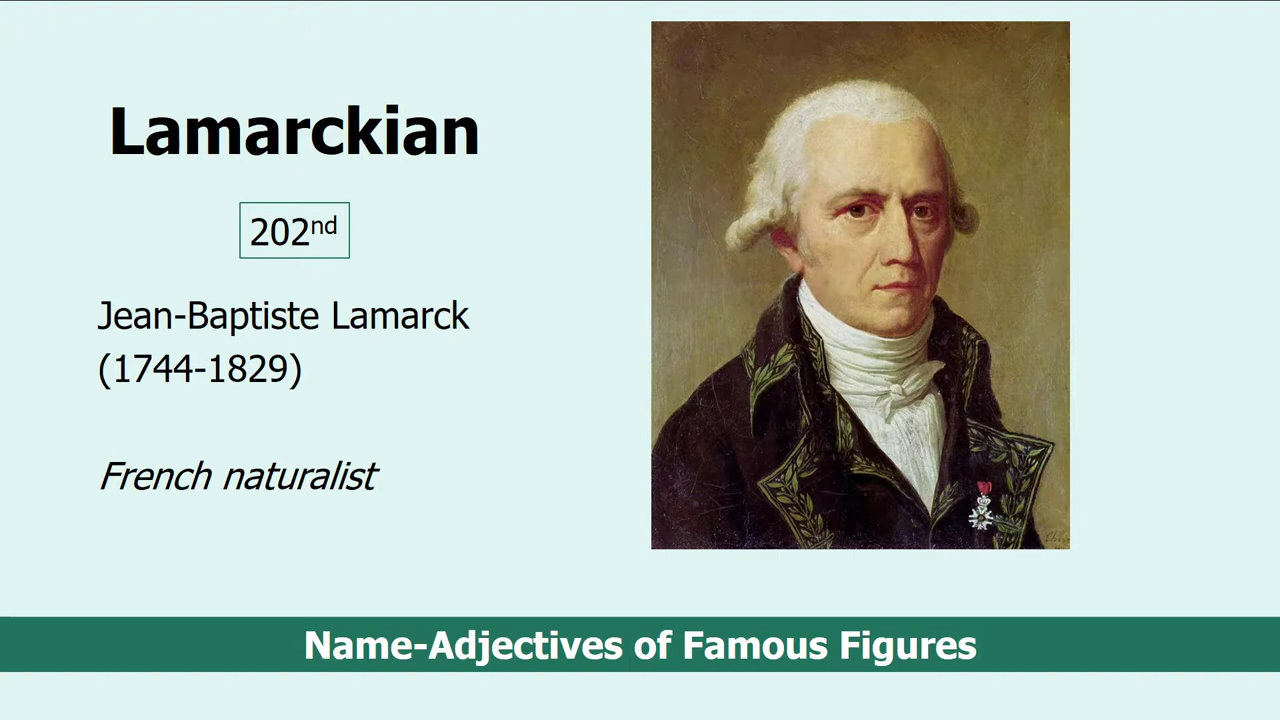 Lamarckian
202nd
Jean-Baptiste Lamarck
(1744-1829)
French naturalist
Name-Adjectives of Famous Figures